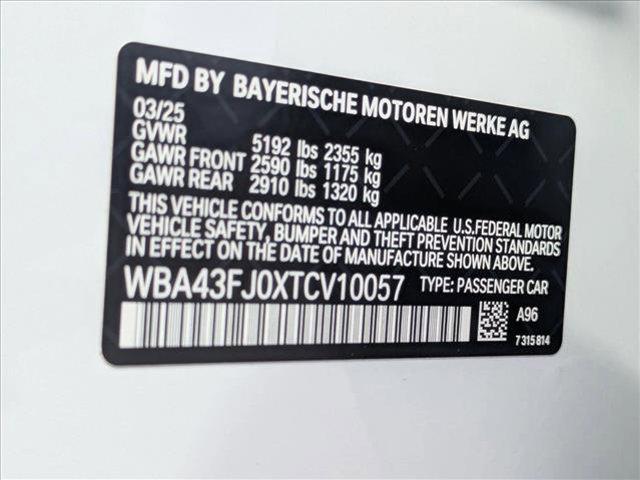 MFD BY BAYERISCHE MOTOREN WERKE AG
03/25
GVWR 5192 lbs 2355 kg
GAWR FRONT 2590 lbs 1175 kg
GAWR REAR 2910 lbs 1320 kg
THIS VEHICLE CONFORMS TO ALL APPLICABLE U.S.FEDERAL MOTOR
VEHICLE SAFETY, BUMPER AND THEFT PREVENTION STANDARDS
IN EFFECT ON THE DATE OF MANUFACTURE SHOWN ABOVE.
WBA43FJ0XTCV10057 TYPE: PASSENGER CAR
A96
7315814